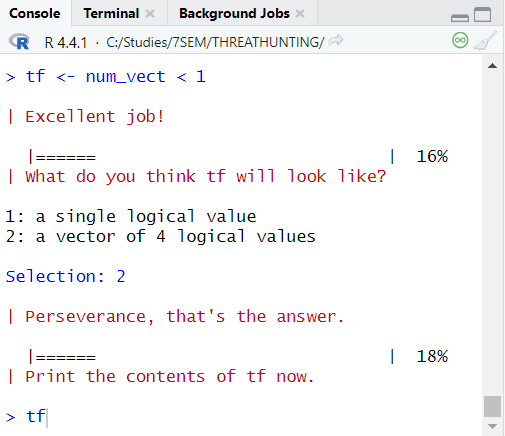 Console Terminal Background Jobs
R R 4.4.1 · C:/Studies/7SEM/THREATHUNTING/
> tf <- num_vect < 1
| Excellent job!
|====== | 16%
| What do you think tf will look like?
1: a single logical value
2: a vector of 4 logical values
Selection: 2
| Perseverance, that's the answer.
|====== | 18%
| Print the contents of tf now.
> tf